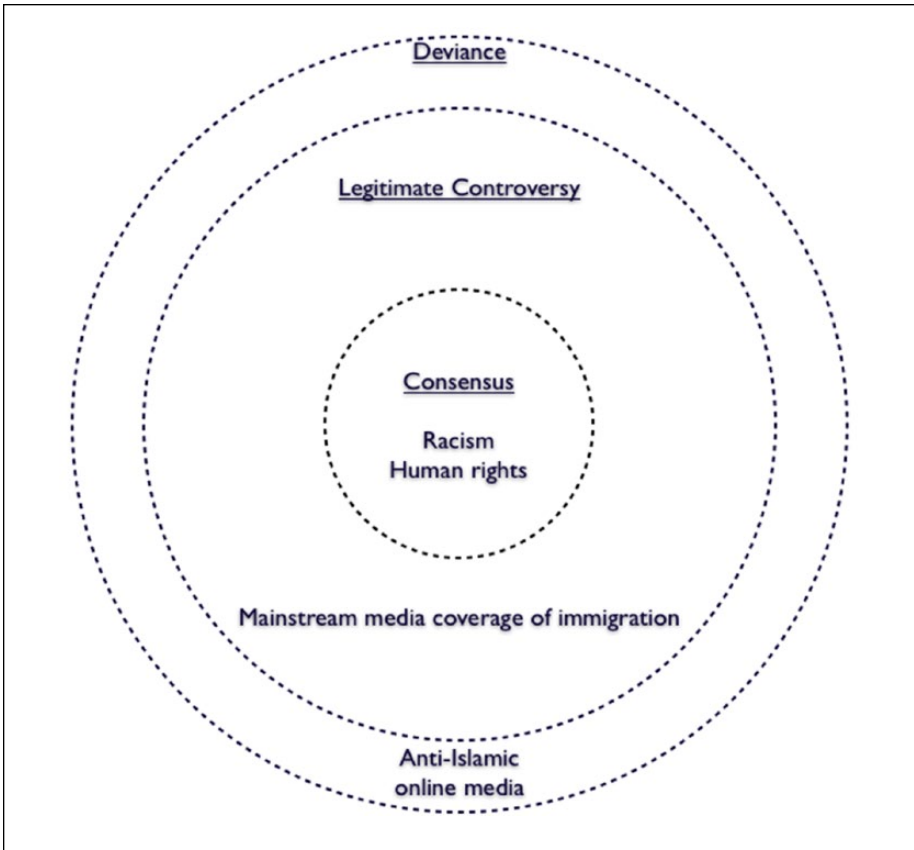 Deviance
Legitimate Controversy
Consensus
Racism
Human rights
Mainstream media coverage of immigration
Anti-Islamic
online media